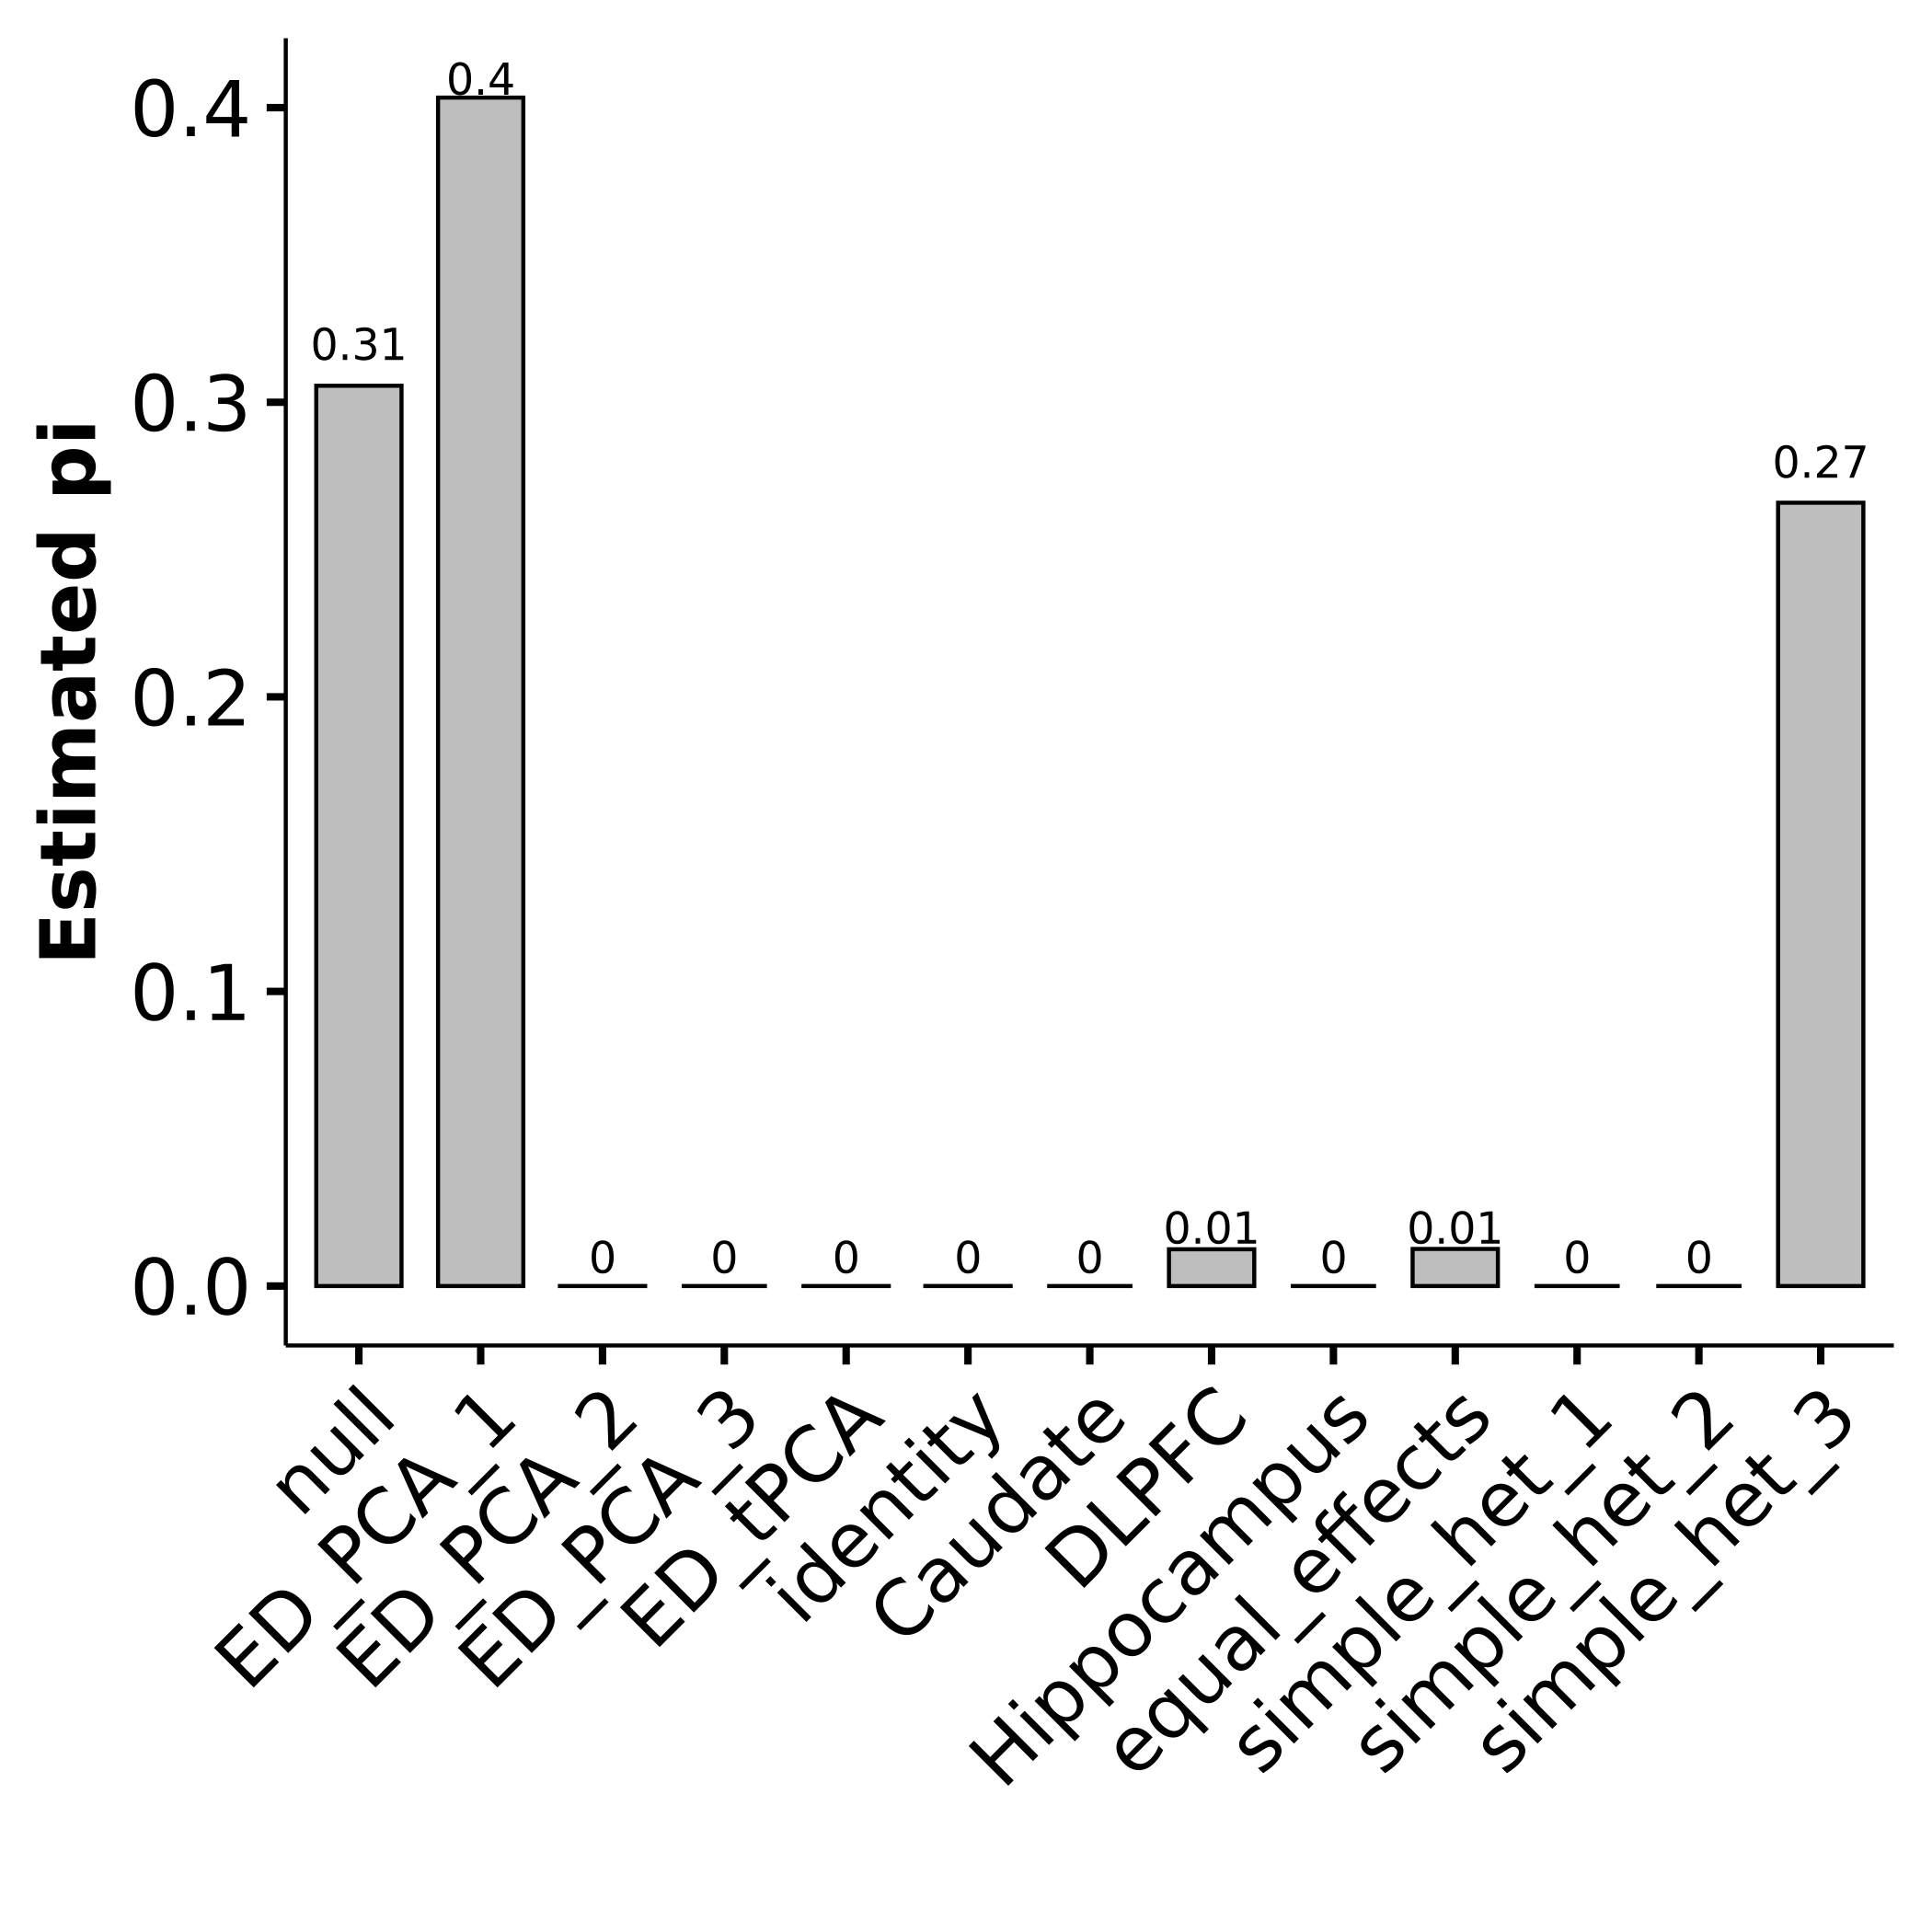 Estimated pi
0.4
0.3
0.2
0.1
0.0
0.31
0.4
0
0
0
0
0
0.01
0
0.01
0
0
0.27
null
ED_PCA_1
ED_PCA_2
ED_PCA_3
ED_tPCA
identity
Caudate
DLPFC
Hippocampus
equal_effects
simple_het_1
simple_het_2
simple_het_3